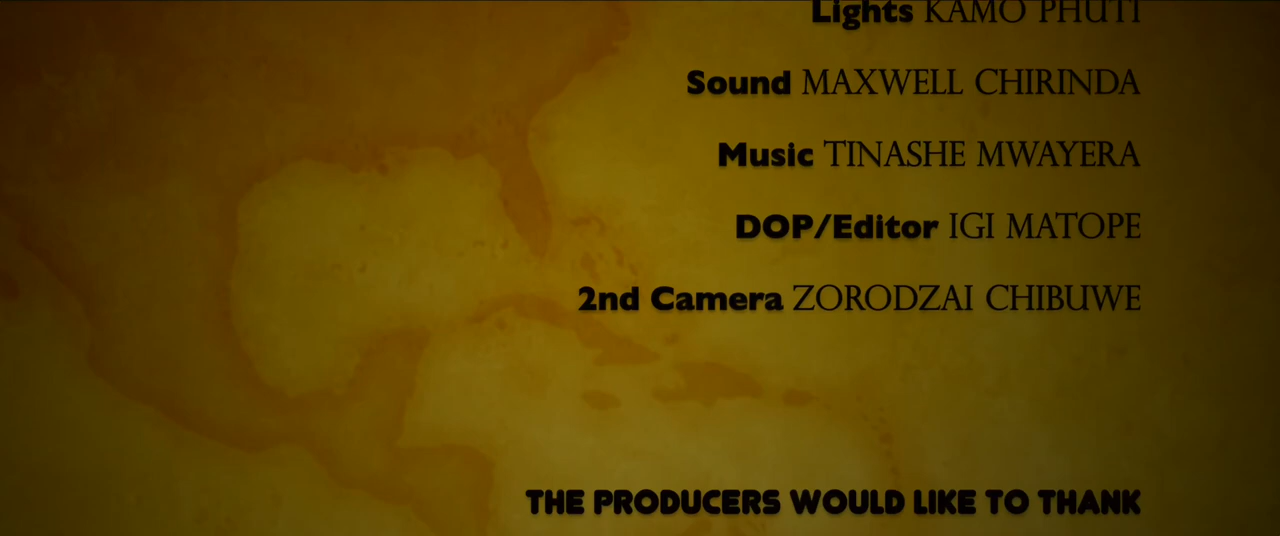 Lights KAMO PHUTI
Sound MAXWELL CHIRINDA
Music TINASHE MWAYERA
DOP/Editor IGI MATOPE
2nd Camera ZORODZAI CHIBUWE
THE PRODUCERS WOULD LIKE TO THANK